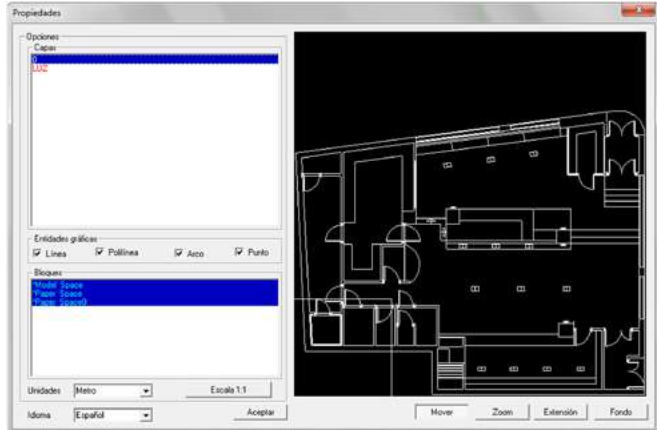 Propiedades
Opciones
Capas
0
LUZ
Entidades gráficas
Línea Polilínea Arco Punto
Bloques
*Model Space
*Paper Space
*Paper Space0
Unidades Metro Escala 1:1
Idioma Español Aceptar
Mover Zoom Extensión Fondo